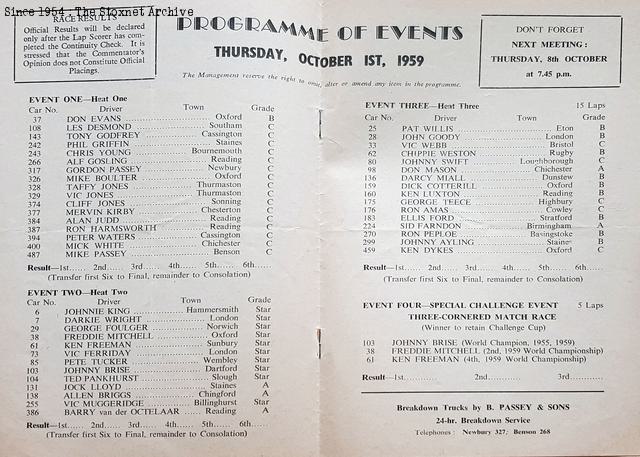 Since 1954 - The Stoxnet Archive
RACE RESULTS
Official Results will be declared
only after the Lap Scorer has com-
pleted the Continuity Check. It is
stressed that the Commentator's
Opinion does not Constitute Official
Placings.
PROGRAMME OF EVENTS
THURSDAY, OCTOBER 1ST, 1959
The Management reserve the right to omit, alter or amend any item in the programme.
DON'T FORGET
NEXT MEETING:
THURSDAY, 8th OCTOBER
at 7.45 p.m.
EVENT ONE—Heat One
Car No. Driver Town Grade
37 DON EVANS Oxford B
108 LES DESMOND Southam C
143 TONY GODFREY Cassington C
242 PHIL GRIFFIN Staines C
243 CHRIS YOUNG Bournemouth C
266 ALF GOSLING Reading C
317 GORDON PASSEY Newbury C
326 MIKE BOULTER Oxford C
328 TAFFY JONES Thurmaston C
329 VIC JONES Thurmaston C
374 CLIFF JONES Sonning C
377 MERVIN KIRBY Chesterton C
384 ALAN JUDD Reading C
387 RON HARMSWORTH Reading C
394 PETER WATERS Cassington C
400 MICK WHITE Chichester C
487 MIKE PASSEY Benson C
Result—1st...... 2nd...... 3rd...... 4th...... 5th...... 6th......
(Transfer first Six to Final, remainder to Consolation)
EVENT TWO—Heat Two
Car No. Driver Town Grade
6 JOHNNIE KING Hammersmith Star
7 DARKIE WRIGHT London Star
29 GEORGE FOULGER Norwich Star
38 FREDDIE MITCHELL Oxford Star
61 KEN FREEMAN Sunbury Star
73 VIC FERRIDAY London Star
85 PETE TUCKER Wembley Star
103 JOHNNY BRISE Dartford Star
104 TED PANKHURST Slough Star
131 JOCK LLOYD Staines A
138 ALLEN BRIGGS Chingford A
255 VIC MUGGERIDGE Billinghurst Star
386 BARRY van der OCTELAAR Reading A
Result—1st...... 2nd...... 3rd...... 4th...... 5th...... 6th......
(Transfer first Six to Final, remainder to Consolation)
EVENT THREE—Heat Three 15 Laps
Car No. Driver Town Grade
25 PAT WILLIS Eton B
28 JOHN GOODY London B
33 VIC WEBB Bristol C
62 CHIPPIE WESTON Rugby B
80 JOHNNY SWIFT Loughborough C
98 DON MASON Chichester A
136 DARCY MIALL Dunstew B
159 DICK COTTERILL Oxford B
160 KEN LUXTON Reading B
175 GEORGE TEECE Highbury C
176 RON AMAS Cowley C
183 ELLIS FORD Stratford B
224 SID FARNDON Birmingham A
270 RON PEPLOE Basingstoke B
299 JOHNNY AYLING Staines B
459 KEN DYKES Oxford C
Result—1st...... 2nd...... 3rd...... 4th...... 5th...... 6th......
(Transfer first Six to Final, remainder to Consolation)
EVENT FOUR—SPECIAL CHALLENGE EVENT 5 Laps
THREE-CORNERED MATCH RACE
(Winner to retain Challenge Cup)
103 JOHNNY BRISE (World Champion, 1955, 1959)
38 FREDDIE MITCHELL (2nd, 1959 World Championship)
61 KEN FREEMAN (4th, 1959 World Championship)
Result—1st............ 2nd............ 3rd............
Breakdown Trucks by B. PASSEY & SONS
24-hr. Breakdown Service
Telephones: Newbury 327; Benson 268